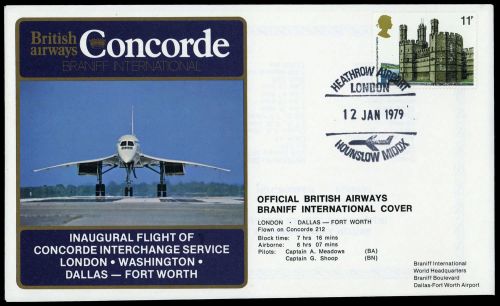 British
airways
Concorde
BRANIFF INTERNATIONAL
INAUGURAL FLIGHT OF
CONCORDE INTERCHANGE SERVICE
LONDON • WASHINGTON •
DALLAS — FORT WORTH
11ᴾ
HEATHROW AIRPORT
LONDON
12 JAN 1979
HOUNSLOW MIDDX
OFFICIAL BRITISH AIRWAYS
BRANIFF INTERNATIONAL COVER
LONDON - DALLAS — FORT WORTH
Flown on Concorde 212
Block time: 7 hrs 16 mins
Airborne: 6 hrs 07 mins
Pilots: Captain A. Meadows (BA)
Captain G. Shoop (BN)
Braniff International
World Headquarters
Braniff Boulevard
Dallas-Fort Worth Airport